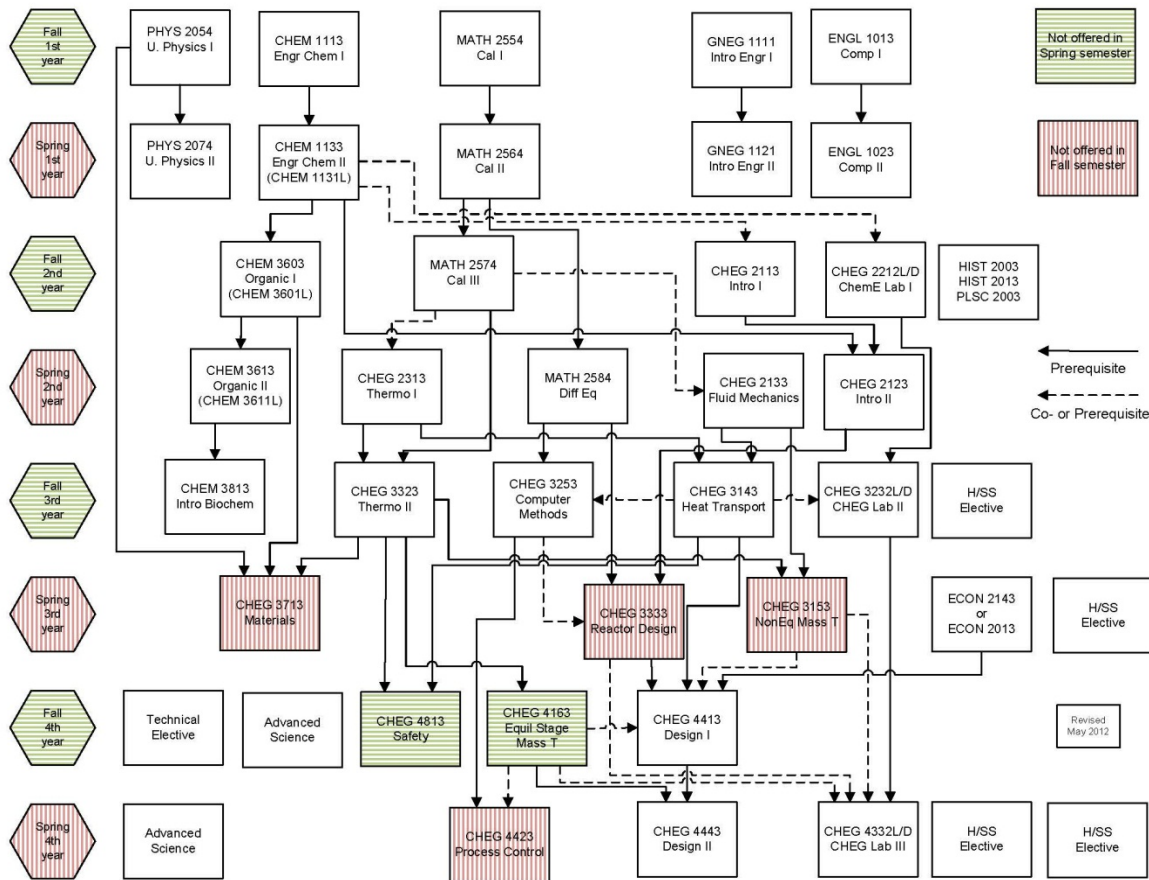 Fall
1st
year
PHYS 2054
U. Physics I
CHEM 1113
Engr Chem I
MATH 2554
Cal I
GNEG 1111
Intro Engr I
ENGL 1013
Comp I
Not offered in
Spring semester
Spring
1st
year
PHYS 2074
U. Physics II
CHEM 1133
Engr Chem II
(CHEM 1131L)
MATH 2564
Cal II
GNEG 1121
Intro Engr II
ENGL 1023
Comp II
Not offered in
Fall semester
Fall
2nd
year
CHEM 3603
Organic I
(CHEM 3601L)
MATH 2574
Cal III
CHEG 2113
Intro I
CHEG 2212L/D
ChemE Lab I
HIST 2003
HIST 2013
PLSC 2003
Spring
2nd
year
CHEM 3613
Organic II
(CHEM 3611L)
CHEG 2313
Thermo I
MATH 2584
Diff Eq
CHEG 2133
Fluid Mechanics
CHEG 2123
Intro II
Prerequisite
Co- or Prerequisite
Fall
3rd
year
CHEM 3813
Intro Biochem
CHEG 3323
Thermo II
CHEG 3253
Computer
Methods
CHEG 3143
Heat Transport
CHEG 3232L/D
CHEG Lab II
H/SS
Elective
Spring
3rd
year
CHEG 3713
Materials
CHEG 3333
Reactor Design
CHEG 3153
NonEq Mass T
ECON 2143
or
ECON 2013
H/SS
Elective
Fall
4th
year
Technical
Elective
Advanced
Science
CHEG 4813
Safety
CHEG 4163
Equil Stage
Mass T
CHEG 4413
Design I
Revised
May 2012
Spring
4th
year
Advanced
Science
CHEG 4423
Process Control
CHEG 4443
Design II
CHEG 4332L/D
CHEG Lab III
H/SS
Elective
H/SS
Elective